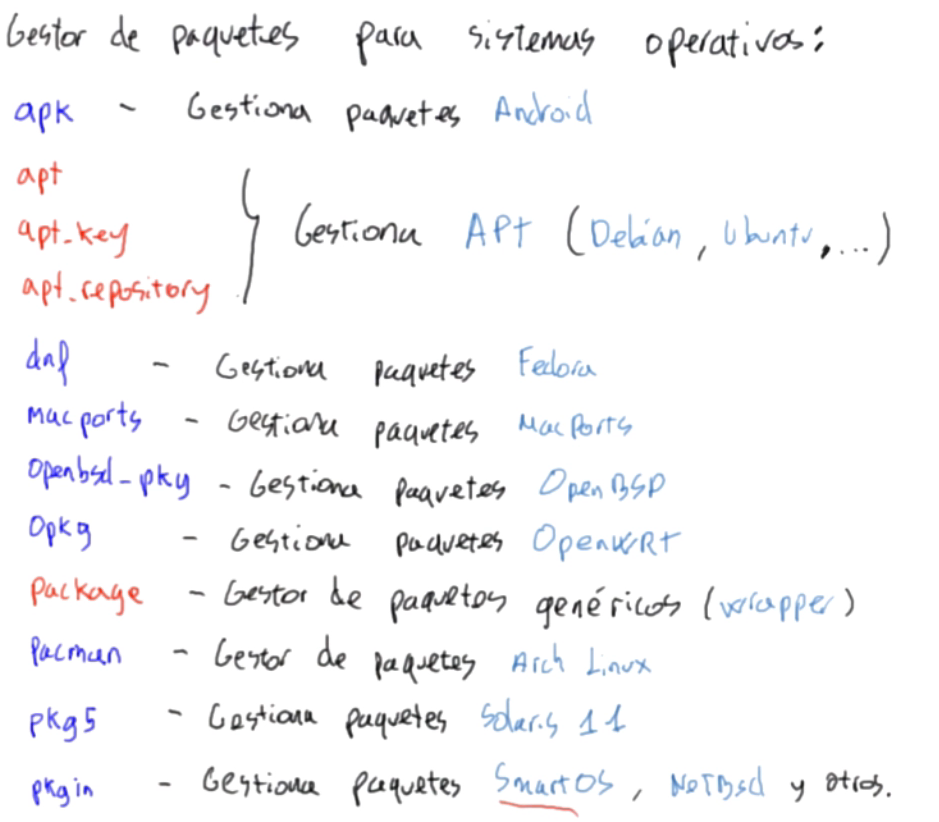 Gestor de paquetes para sistemas operativos:
apk - Gestiona paquetes Android
apt
apt_key
apt_repository
Gestiona APT (Debian, Ubuntu, ...)
dnf - Gestiona paquetes Fedora
macports - Gestiona paquetes MacPorts
openbsd_pkg - Gestiona paquetes OpenBSD
opkg - Gestiona paquetes OpenWRT
package - Gestor de paquetes genéricos (wrapper)
pacman - Gestor de paquetes Arch Linux
pkg5 - Gestiona paquetes Solaris 11
pkgin - Gestiona paquetes SmartOS, NetBsd y otros.